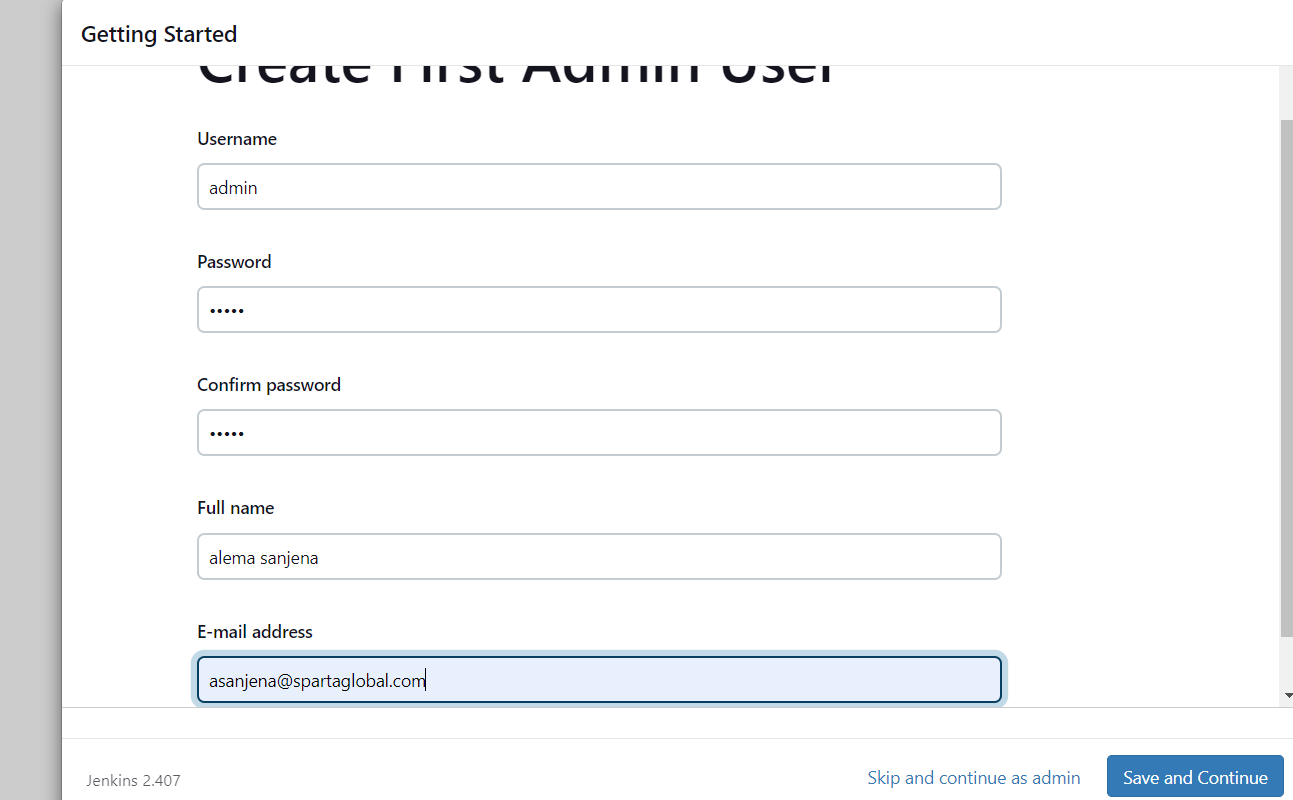 Getting Started
Create First Admin User
Username
admin
Password
•••••
Confirm password
•••••
Full name
alema sanjena
E-mail address
asanjena@spartaglobal.com
Jenkins 2.407
Skip and continue as admin
Save and Continue